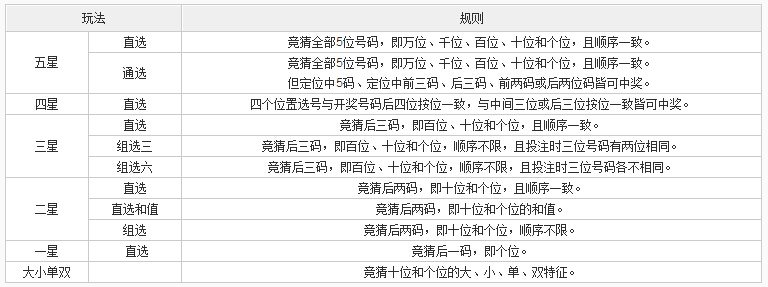 玩法 规则
五星 直选 竞猜全部5位号码，即万位、千位、百位、十位和个位，且顺序一致。
通选 竞猜全部5位号码，即万位、千位、百位、十位和个位，且顺序一致。
但定位中5码、定位中前三码、后三码、前两码或后两位码皆可中奖。
四星 直选 四个位置选号与开奖号码后四位按位一致，与中间三位或后三位按位一致皆可中奖。
三星 直选 竞猜后三码，即百位、十位和个位，且顺序一致。
组选三 竞猜后三码，即百位、十位和个位，顺序不限，且投注时三位号码有两位相同。
组选六 竞猜后三码，即百位、十位和个位，顺序不限，且投注时三位号码各不相同。
二星 直选 竞猜后两码，即十位和个位，且顺序一致。
直选和值 竞猜后两码，即十位和个位的和值。
组选 竞猜后两码，即十位和个位，顺序不限。
一星 直选 竞猜后一码，即个位。
大小单双 竞猜十位和个位的大、小、单、双特征。